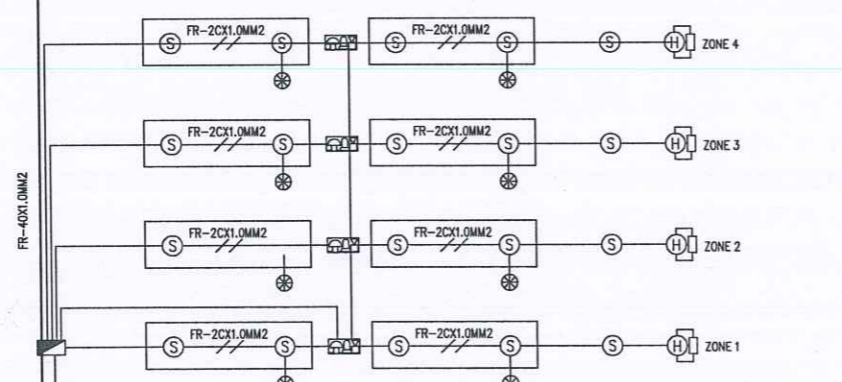 FR-2CX1.0MM2
S
S
FR-2CX1.0MM2
S
S
S
H
ZONE 4
FR-2CX1.0MM2
S
S
FR-2CX1.0MM2
S
S
S
H
ZONE 3
FR-40X1.0MM2
FR-2CX1.0MM2
S
FR-2CX1.0MM2
S
S
S
H
ZONE 2
FR-2CX1.0MM2
S
S
FR-2CX1.0MM2
S
S
S
H
ZONE 1